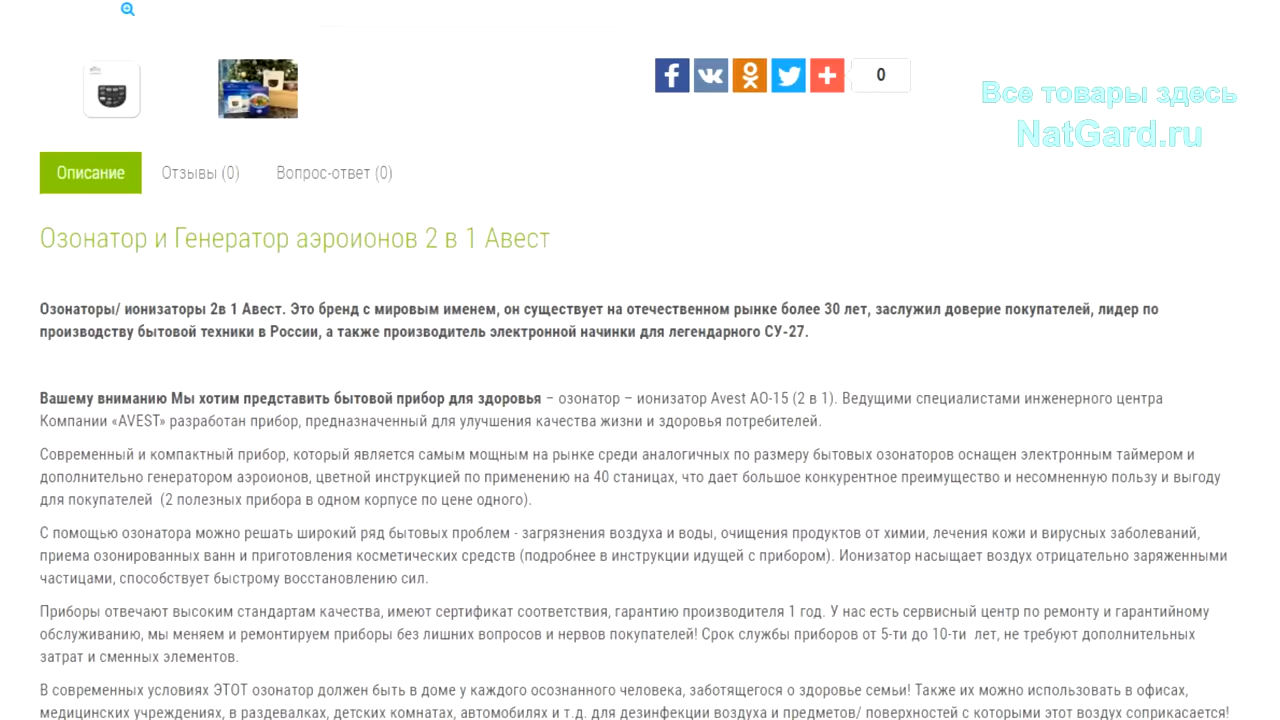 0
Все товары здесь
NatGard.ru
Описание
Отзывы (0)
Вопрос-ответ (0)
Озонатор и Генератор аэроионов 2 в 1 Авест
Озонаторы/ ионизаторы 2в 1 Авест. Это бренд с мировым именем, он существует на отечественном рынке более 30 лет, заслужил доверие покупателей, лидер по
производству бытовой техники в России, а также производитель электронной начинки для легендарного СУ-27.
Вашему вниманию Мы хотим представить бытовой прибор для здоровья – озонатор – ионизатор Avest АО-15 (2 в 1). Ведущими специалистами инженерного центра
Компании «AVEST» разработан прибор, предназначенный для улучшения качества жизни и здоровья потребителей.
Современный и компактный прибор, который является самым мощным на рынке среди аналогичных по размеру бытовых озонаторов оснащен электронным таймером и
дополнительно генератором аэроионов, цветной инструкцией по применению на 40 станицах, что дает большое конкурентное преимущество и несомненную пользу и выгоду
для покупателей (2 полезных прибора в одном корпусе по цене одного).
С помощью озонатора можно решать широкий ряд бытовых проблем - загрязнения воздуха и воды, очищения продуктов от химии, лечения кожи и вирусных заболеваний,
приема озонированных ванн и приготовления косметических средств (подробнее в инструкции идущей с прибором). Ионизатор насыщает воздух отрицательно заряженными
частицами, способствует быстрому восстановлению сил.
Приборы отвечают высоким стандартам качества, имеют сертификат соответствия, гарантию производителя 1 год. У нас есть сервисный центр по ремонту и гарантийному
обслуживанию, мы меняем и ремонтируем приборы без лишних вопросов и нервов покупателей! Срок службы приборов от 5-ти до 10-ти лет, не требуют дополнительных
затрат и сменных элементов.
В современных условиях ЭТОТ озонатор должен быть в доме у каждого осознанного человека, заботящегося о здоровье семьи! Также их можно использовать в офисах,
медицинских учреждениях, в раздевалках, детских комнатах, автомобилях и т.д. для дезинфекции воздуха и предметов/ поверхностей с которыми этот воздух соприкасается!